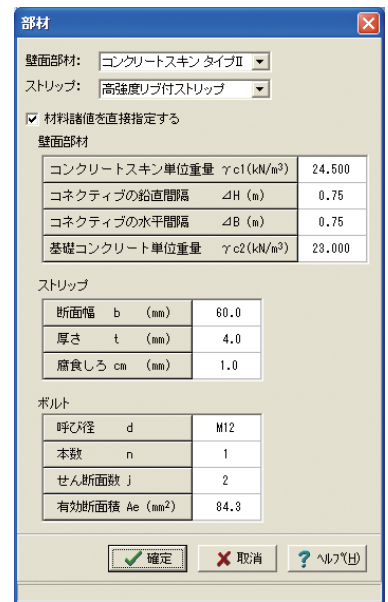 部材
壁面部材: コンクリートスキン タイプII
ストリップ: 高強度リブ付ストリップ
材料諸値を直接指定する
壁面部材
コンクリートスキン単位重量 γc1(kN/m³) 24.500
コネクティブの鉛直間隔 ⊿H (m) 0.75
コネクティブの水平間隔 ⊿B (m) 0.75
基礎コンクリート単位重量 γc2(kN/m³) 23.000
ストリップ
断面幅 b (mm) 60.0
厚さ t (mm) 4.0
腐食しろ cm (mm) 1.0
ボルト
呼び径 d M12
本数 n 1
せん断面数 j 2
有効断面積 Ae (mm²) 84.3
確定 取消 ? ヘルプ(H)